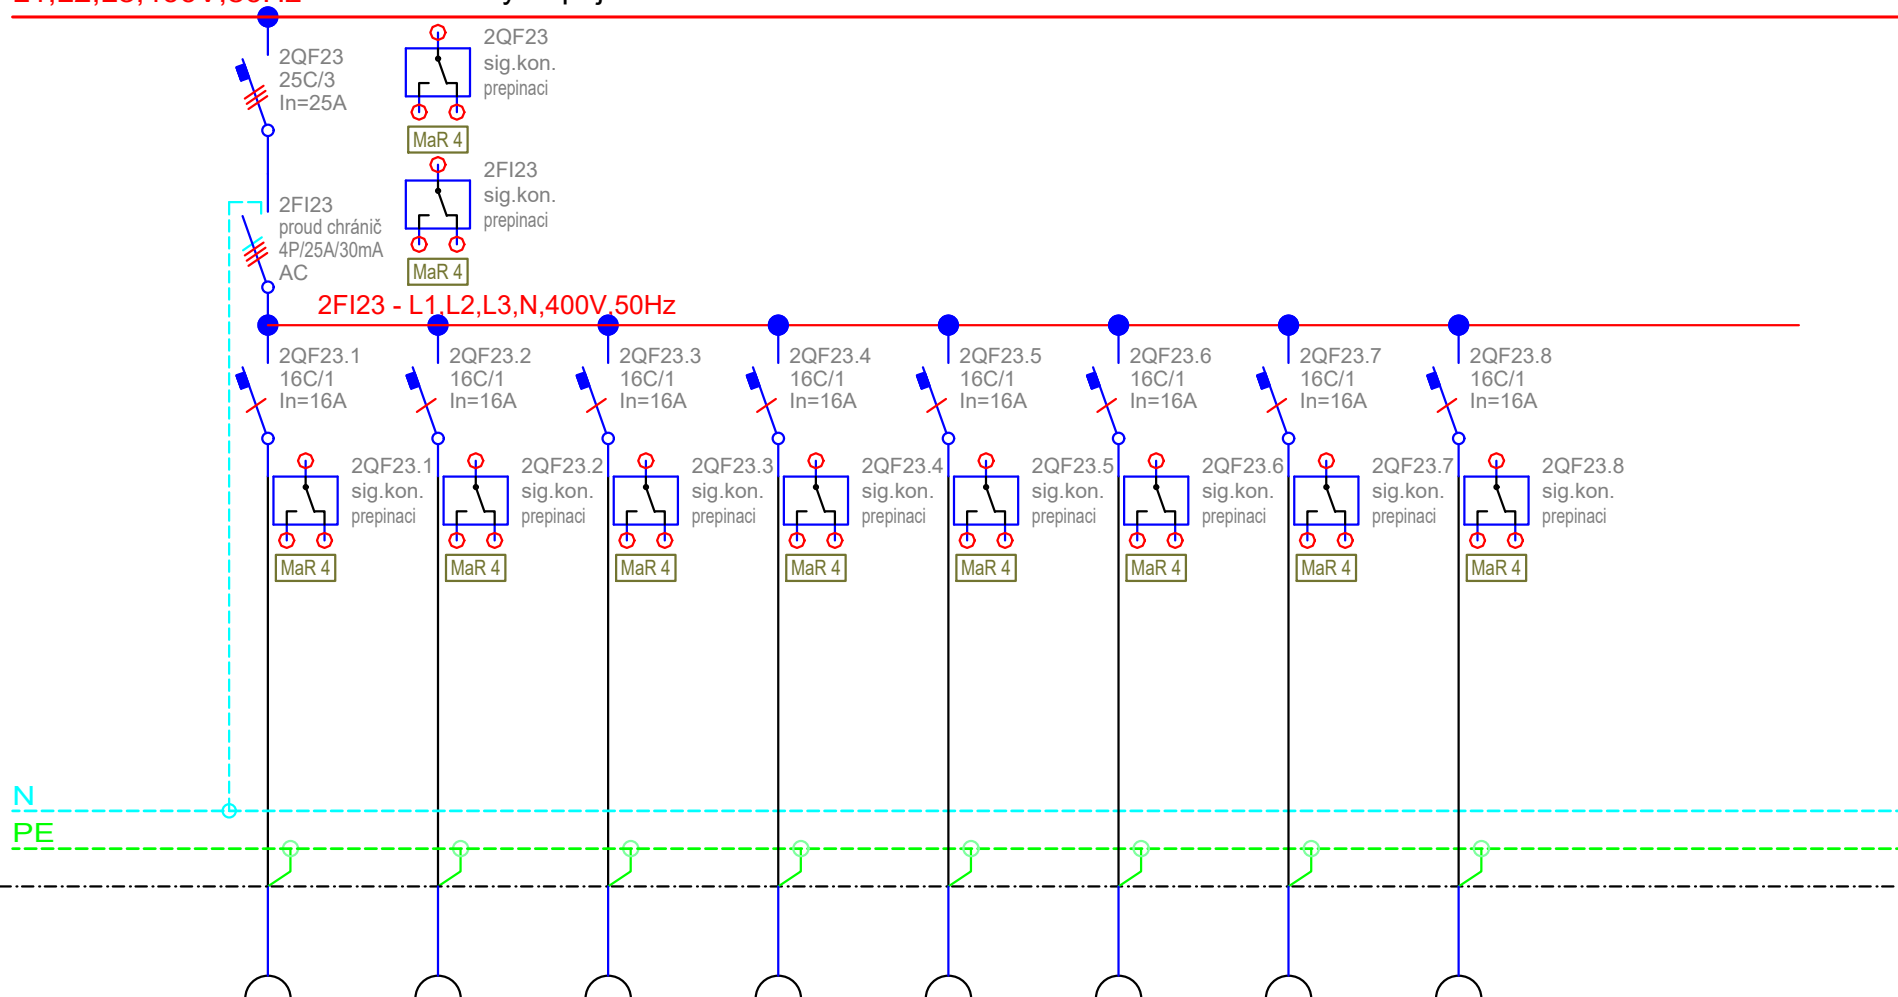 2QF23
25C/3
In=25A
2QF23
sig.kon.
prepinaci
MaR 4
2FI23
proud chránič
4P/25A/30mA
AC
2FI23
sig.kon.
prepinaci
MaR 4
2FI23 - L1,L2,L3,N,400V,50Hz
2QF23.1
16C/1
In=16A
2QF23.2
16C/1
In=16A
2QF23.3
16C/1
In=16A
2QF23.4
16C/1
In=16A
2QF23.5
16C/1
In=16A
2QF23.6
16C/1
In=16A
2QF23.7
16C/1
In=16A
2QF23.8
16C/1
In=16A
2QF23.1
sig.kon.
prepinaci
MaR 4
2QF23.2
sig.kon.
prepinaci
MaR 4
2QF23.3
sig.kon.
prepinaci
MaR 4
2QF23.4
sig.kon.
prepinaci
MaR 4
2QF23.5
sig.kon.
prepinaci
MaR 4
2QF23.6
sig.kon.
prepinaci
MaR 4
2QF23.7
sig.kon.
prepinaci
MaR 4
2QF23.8
sig.kon.
prepinaci
MaR 4
N
PE